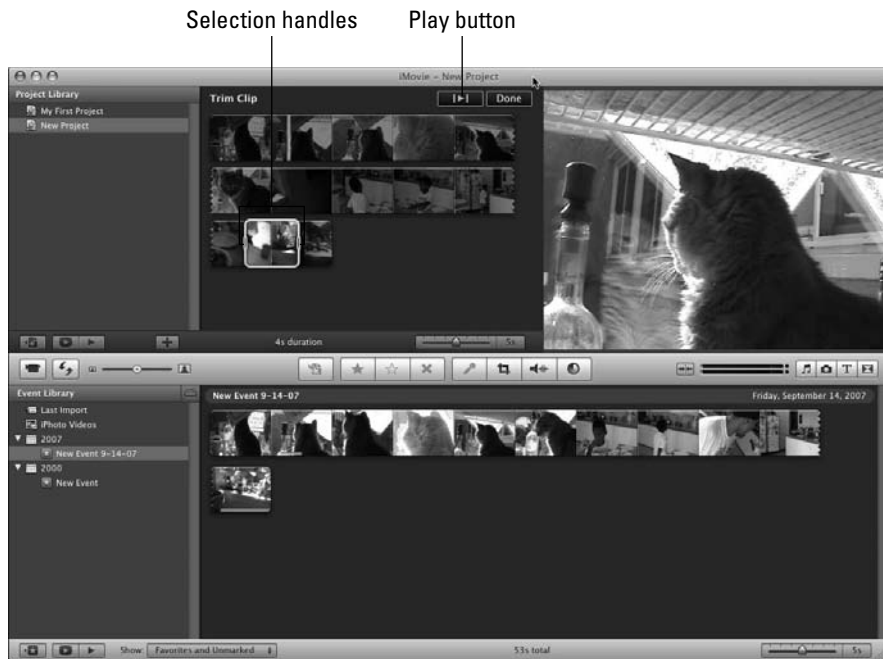 Selection handles
Play button
iMovie – New Project
Project Library
My First Project
New Project
Trim Clip
Done
4s duration
5s
Event Library
New Event 9-14-07
Friday, September 14, 2007
Last Import
iPhoto Videos
2007
New Event 9-14-07
2000
New Event
Show: Favorites and Unmarked
53s total
5s